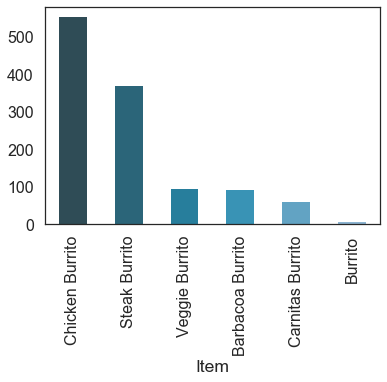 500
400
300
200
100
0
Chicken Burrito
Steak Burrito
Veggie Burrito
Barbacoa Burrito
Carnitas Burrito
Burrito
Item